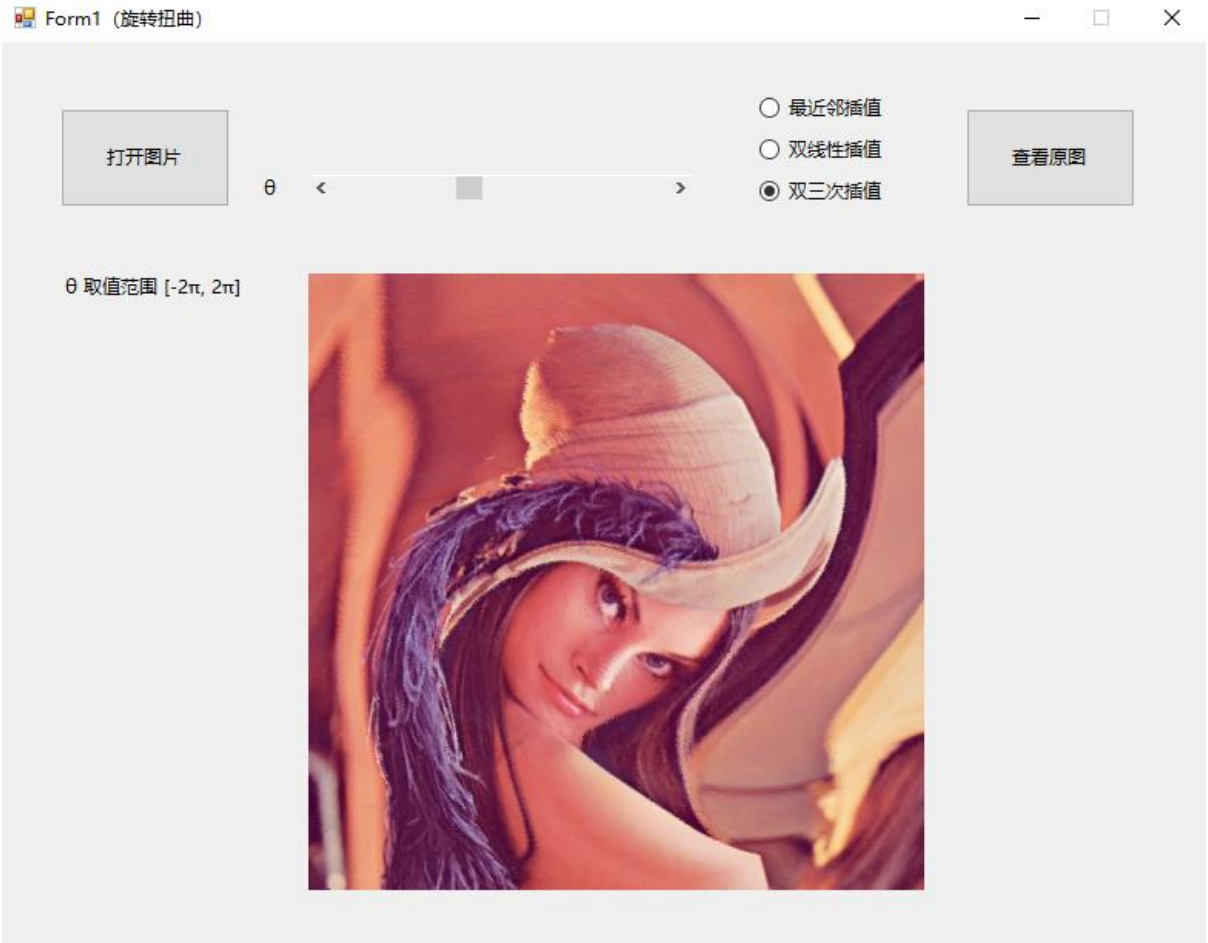 Form1（旋转扭曲）
打开图片
θ
最近邻插值
双线性插值
双三次插值
查看原图
θ 取值范围 [-2π, 2π]